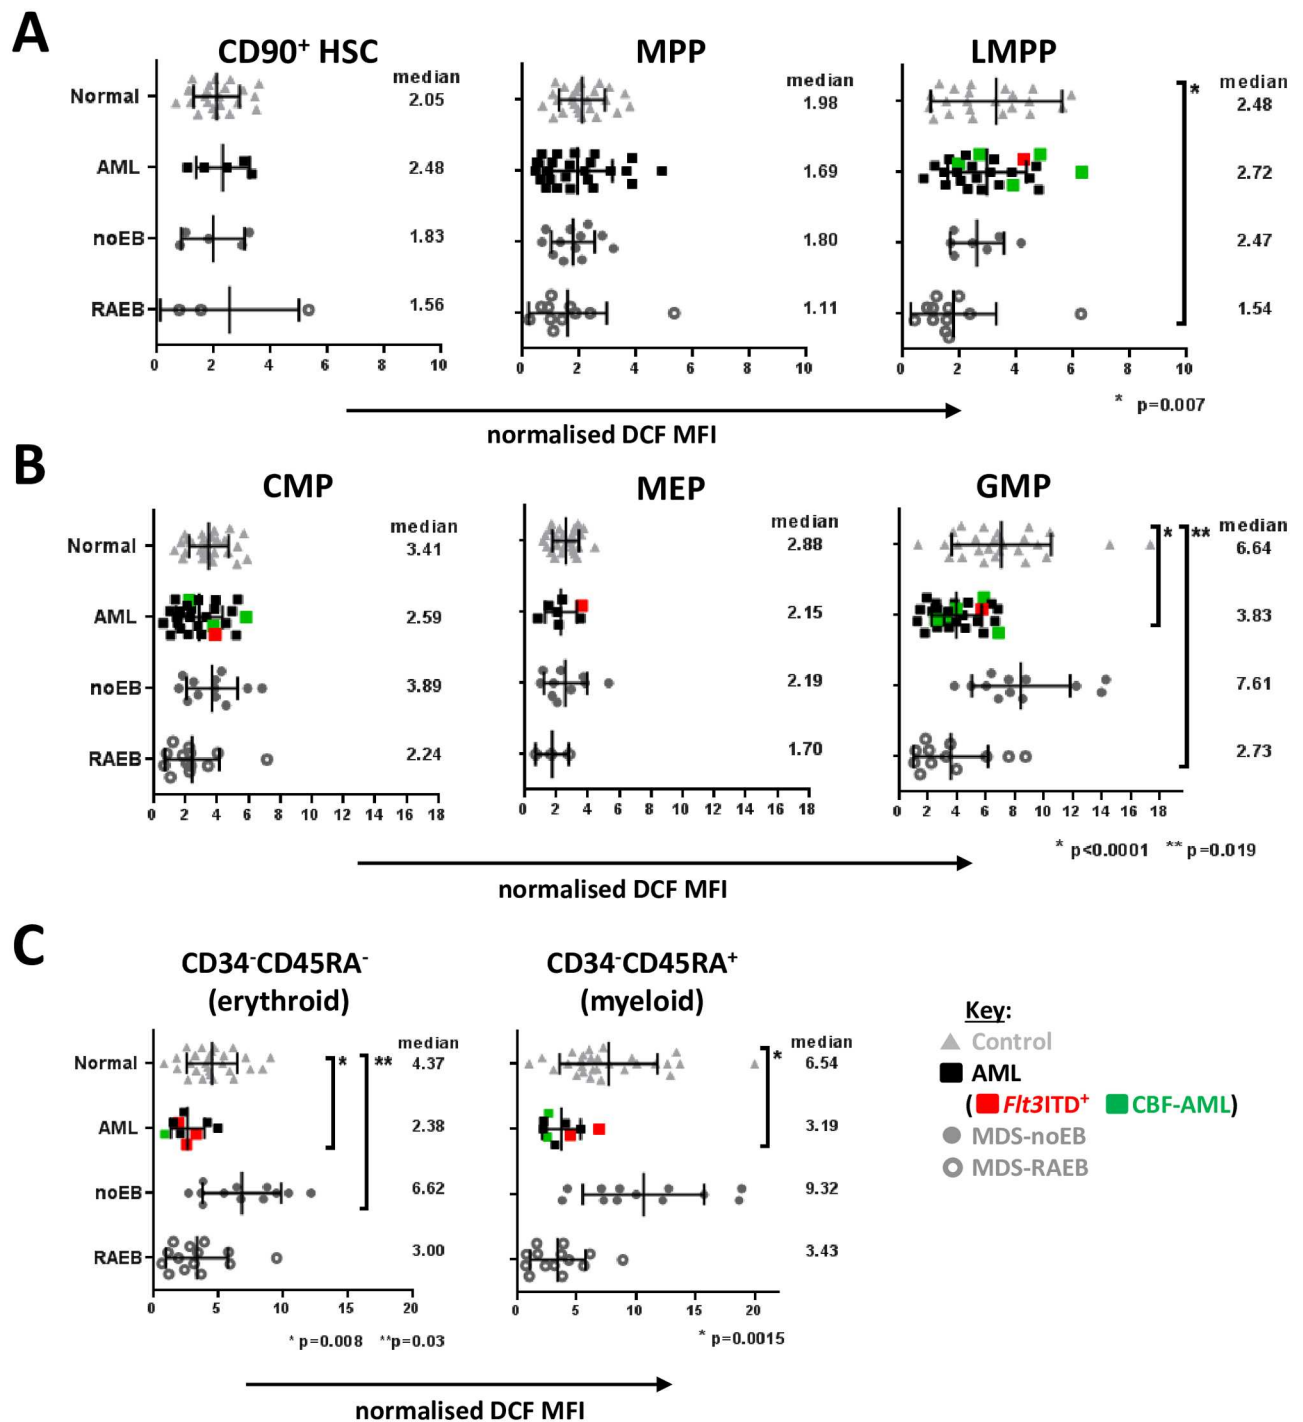 A
CD90+ HSC
MPP
LMPP
median
median
median
Normal
2.05
1.98
2.48
*
AML
2.48
1.69
2.72
noEB
1.83
1.80
2.47
RAEB
1.56
1.11
1.54
0 2 4 6 8 10
0 2 4 6 8 10
0 2 4 6 8 10
* p=0.007
normalised DCF MFI
B
CMP
MEP
GMP
median
median
median
* **
Normal
3.41
2.88
6.64
AML
2.59
2.15
3.83
noEB
3.89
2.19
7.61
RAEB
2.24
1.70
2.73
0 2 4 6 8 10 12 14 16 18
0 2 4 6 8 10 12 14 16 18
0 2 4 6 8 10 12 14 16 18
* p<0.0001 ** p=0.019
normalised DCF MFI
C
CD34-CD45RA-
(erythroid)
CD34-CD45RA+
(myeloid)
median
median
Normal
* **
4.37
*
6.54
AML
2.38
3.19
noEB
6.62
9.32
RAEB
3.00
3.43
0 5 10 15 20
0 5 10 15 20
* p=0.008 **p=0.03
* p=0.0015
normalised DCF MFI
Key:
Control
AML
( Flt3ITD+ CBF-AML)
MDS-noEB
MDS-RAEB